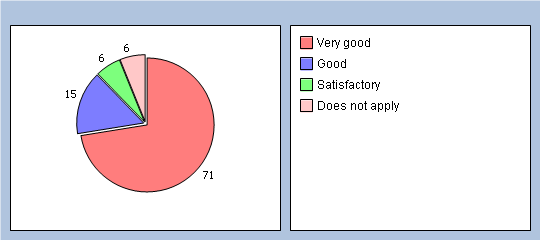 6
6
15
71
Very good
Good
Satisfactory
Does not apply